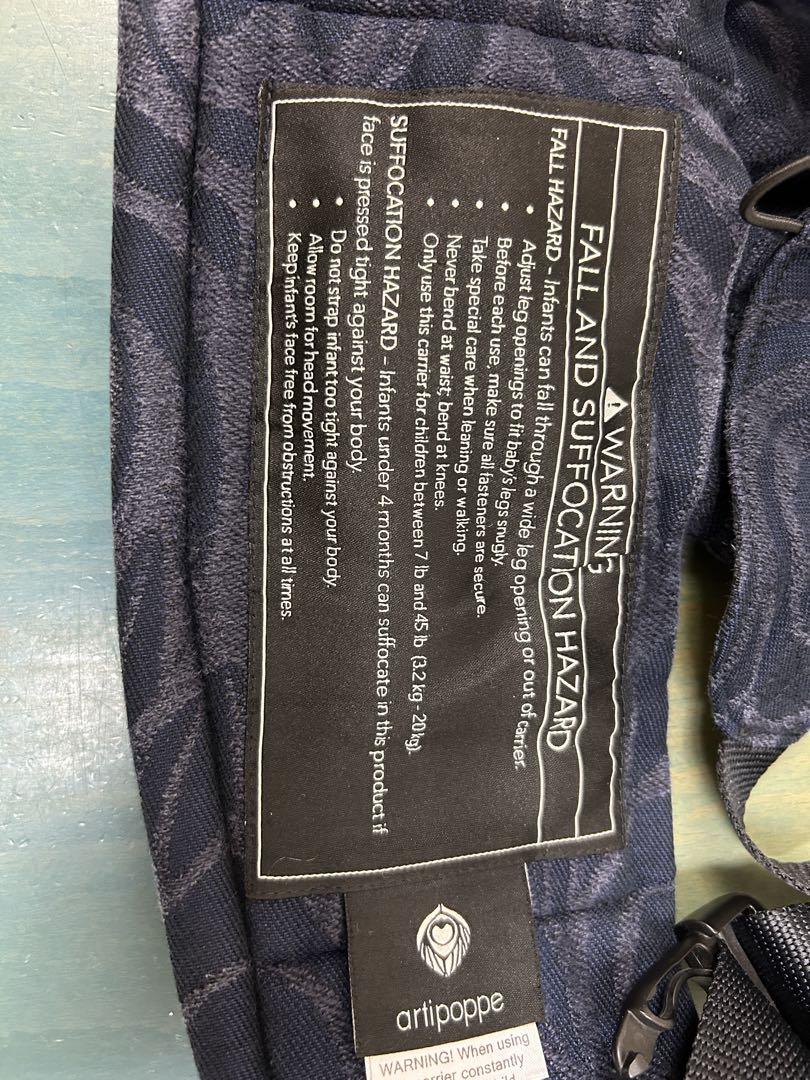 ⚠ WARNING
FALL AND SUFFOCATION HAZARD
FALL HAZARD - Infants can fall through a wide leg opening or out of carrier.
• Adjust leg openings to fit baby's legs snugly.
• Before each use, make sure all fasteners are secure.
• Take special care when leaning or walking.
• Never bend at waist; bend at knees.
• Only use this carrier for children between 7 lb and 45 lb (3.2 kg - 20 kg).
SUFFOCATION HAZARD – Infants under 4 months can suffocate in this product if
face is pressed tight against your body.
• Do not strap infant too tight against your body.
• Allow room for head movement.
• Keep infant's face free from obstructions at all times.
artipoppe
WARNING! When using
constantly